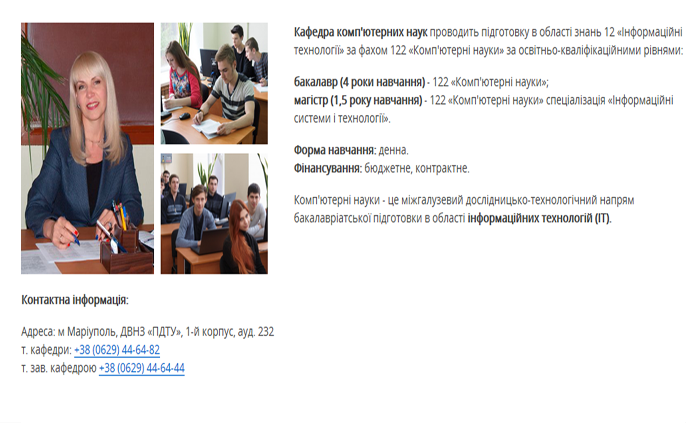 Кафедра комп'ютерних наук проводить підготовку в області знань 12 «Інформаційні
технології» за фахом 122 «Комп'ютерні науки» за освітньо-кваліфікаційними рівнями:
бакалавр (4 роки навчання) - 122 «Комп'ютерні науки»;
магістр (1,5 року навчання) - 122 «Комп'ютерні науки» спеціалізація «Інформаційні
системи і технології».
Форма навчання: денна.
Фінансування: бюджетне, контрактне.
Комп'ютерні науки - це міжгалузевий дослідницько-технологічний напрям
бакалавріатської підготовки в області інформаційних технологій (ІТ).
Контактна інформація:
Адреса: м Маріуполь, ДВНЗ «ПДТУ», 1-й корпус, ауд. 232
т. кафедри: +38 (0629) 44-64-82
т. зав. кафедрою +38 (0629) 44-64-44